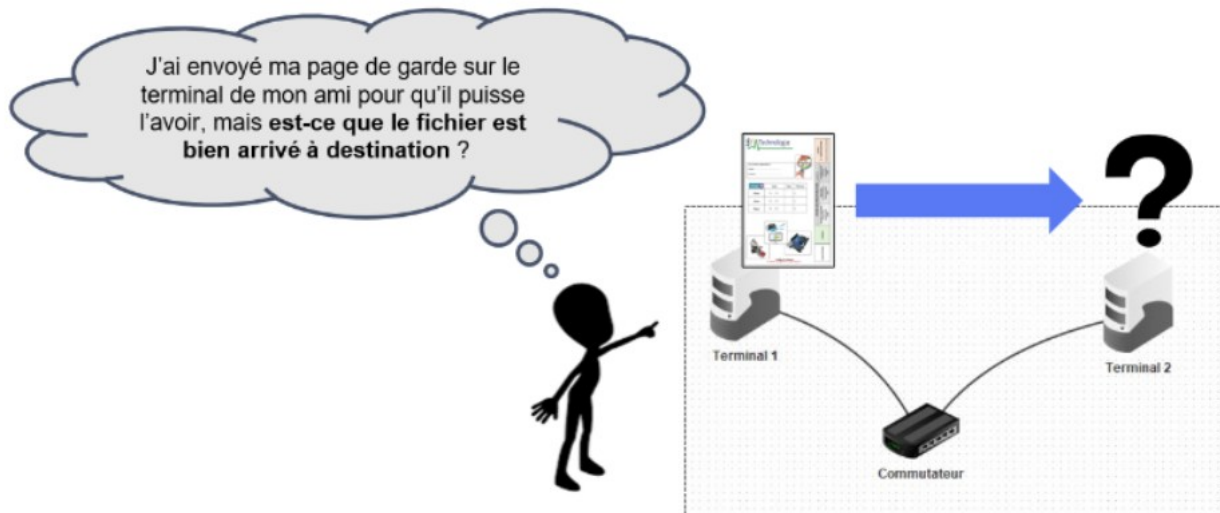 J'ai envoyé ma page de garde sur le
terminal de mon ami pour qu'il puisse
l'avoir, mais est-ce que le fichier est
bien arrivé à destination ?
Technologie
?
Terminal 1
Terminal 2
Commutateur